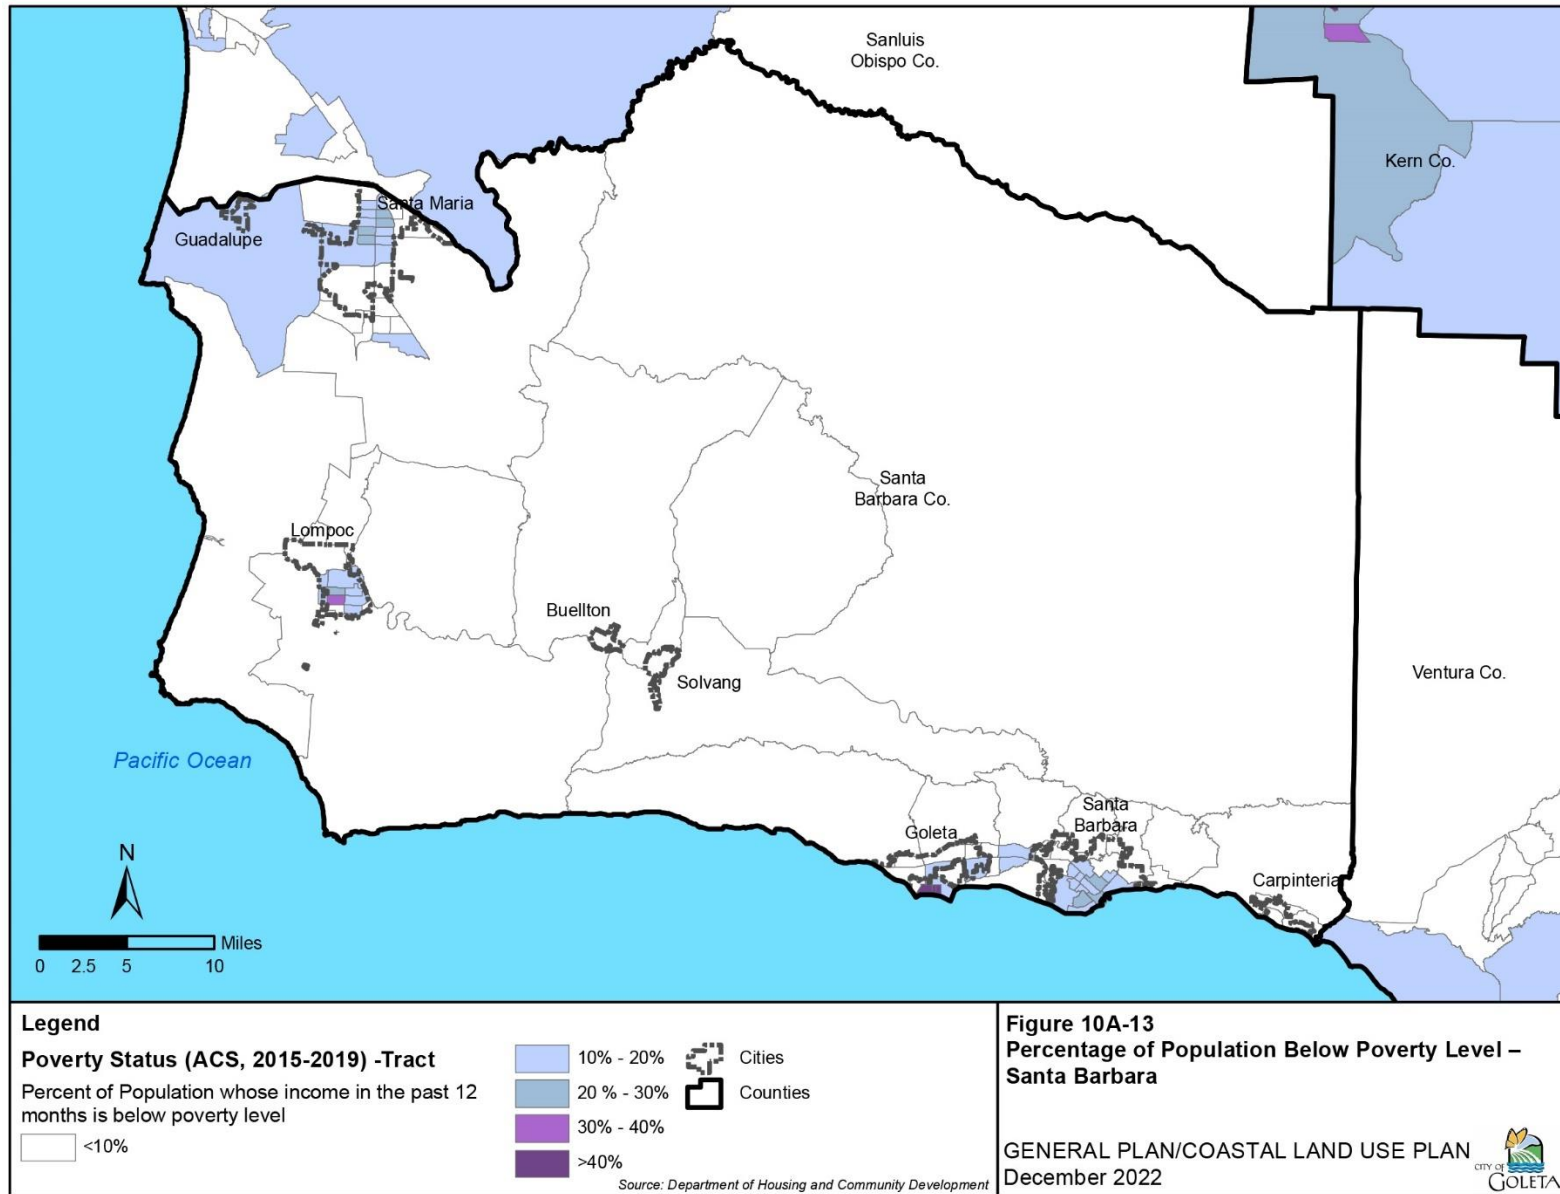 Sanluis
Obispo Co.
Kern Co.
Santa Maria
Guadalupe
Santa
Barbara Co.
Lompoc
Buellton
Solvang
Ventura Co.
Pacific Ocean
Goleta
Santa
Barbara
Carpinteria
N
Miles
0 2.5 5 10
Legend
Poverty Status (ACS, 2015-2019) -Tract
Percent of Population whose income in the past 12
months is below poverty level
<10%
10% - 20%
20 % - 30%
30% - 40%
>40%
Cities
Counties
Source: Department of Housing and Community Development
Figure 10A-13
Percentage of Population Below Poverty Level –
Santa Barbara
GENERAL PLAN/COASTAL LAND USE PLAN
December 2022
CITY OF
GOLETA